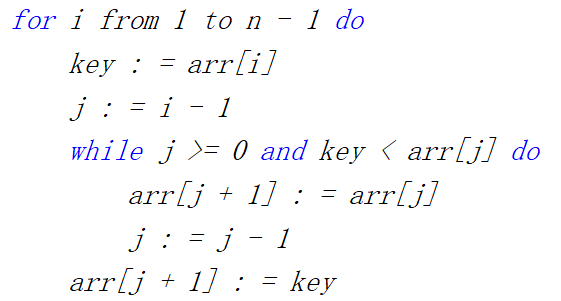 for i from 1 to n - 1 do
key : = arr[i]
j : = i - 1
while j >= 0 and key < arr[j] do
arr[j + 1] : = arr[j]
j : = j - 1
arr[j + 1] : = key